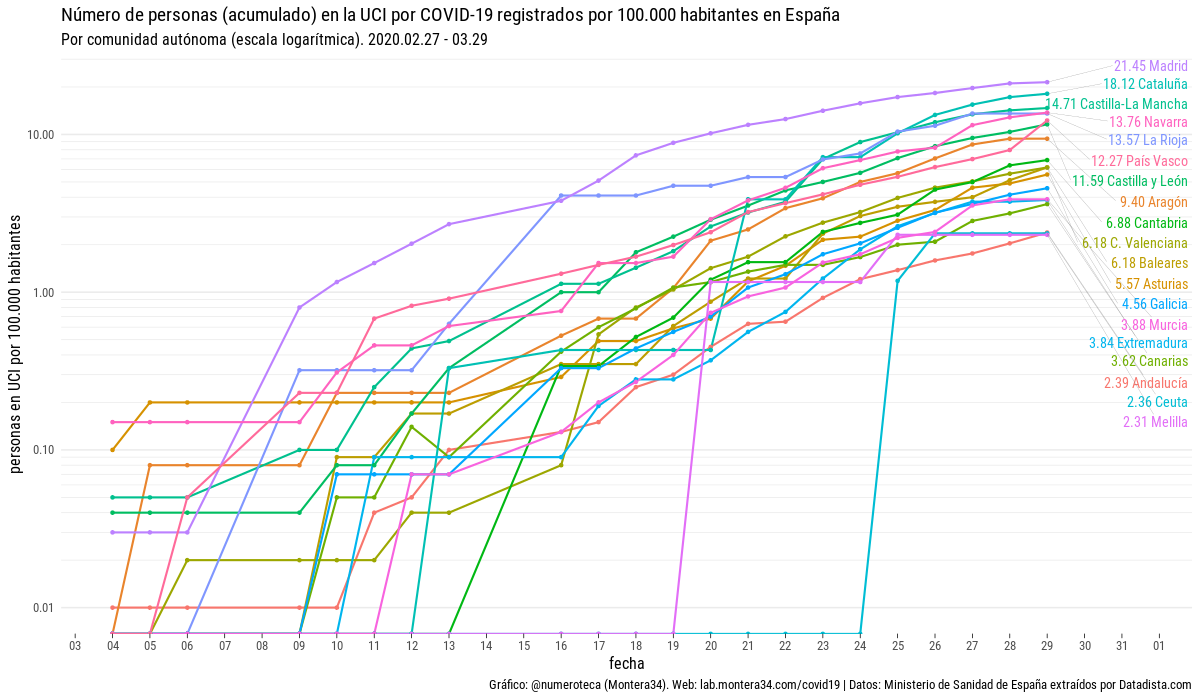 Número de personas (acumulado) en la UCI por COVID-19 registrados por 100.000 habitantes en España
Por comunidad autónoma (escala logarítmica). 2020.02.27 - 03.29
personas en UCI por 100.000 habitantes
10.00
1.00
0.10
0.01
21.45 Madrid
18.12 Cataluña
14.71 Castilla-La Mancha
13.76 Navarra
13.57 La Rioja
12.27 País Vasco
11.59 Castilla y León
9.40 Aragón
6.88 Cantabria
6.18 C. Valenciana
6.18 Baleares
5.57 Asturias
4.56 Galicia
3.88 Murcia
3.84 Extremadura
3.62 Canarias
2.39 Andalucía
2.36 Ceuta
2.31 Melilla
03 04 05 06 07 08 09 10 11 12 13 14 15 16 17 18 19 20 21 22 23 24 25 26 27 28 29 30 31 01
fecha
Gráfico: @numeroteca (Montera34). Web: lab.montera34.com/covid19 | Datos: Ministerio de Sanidad de España extraídos por Datadista.com